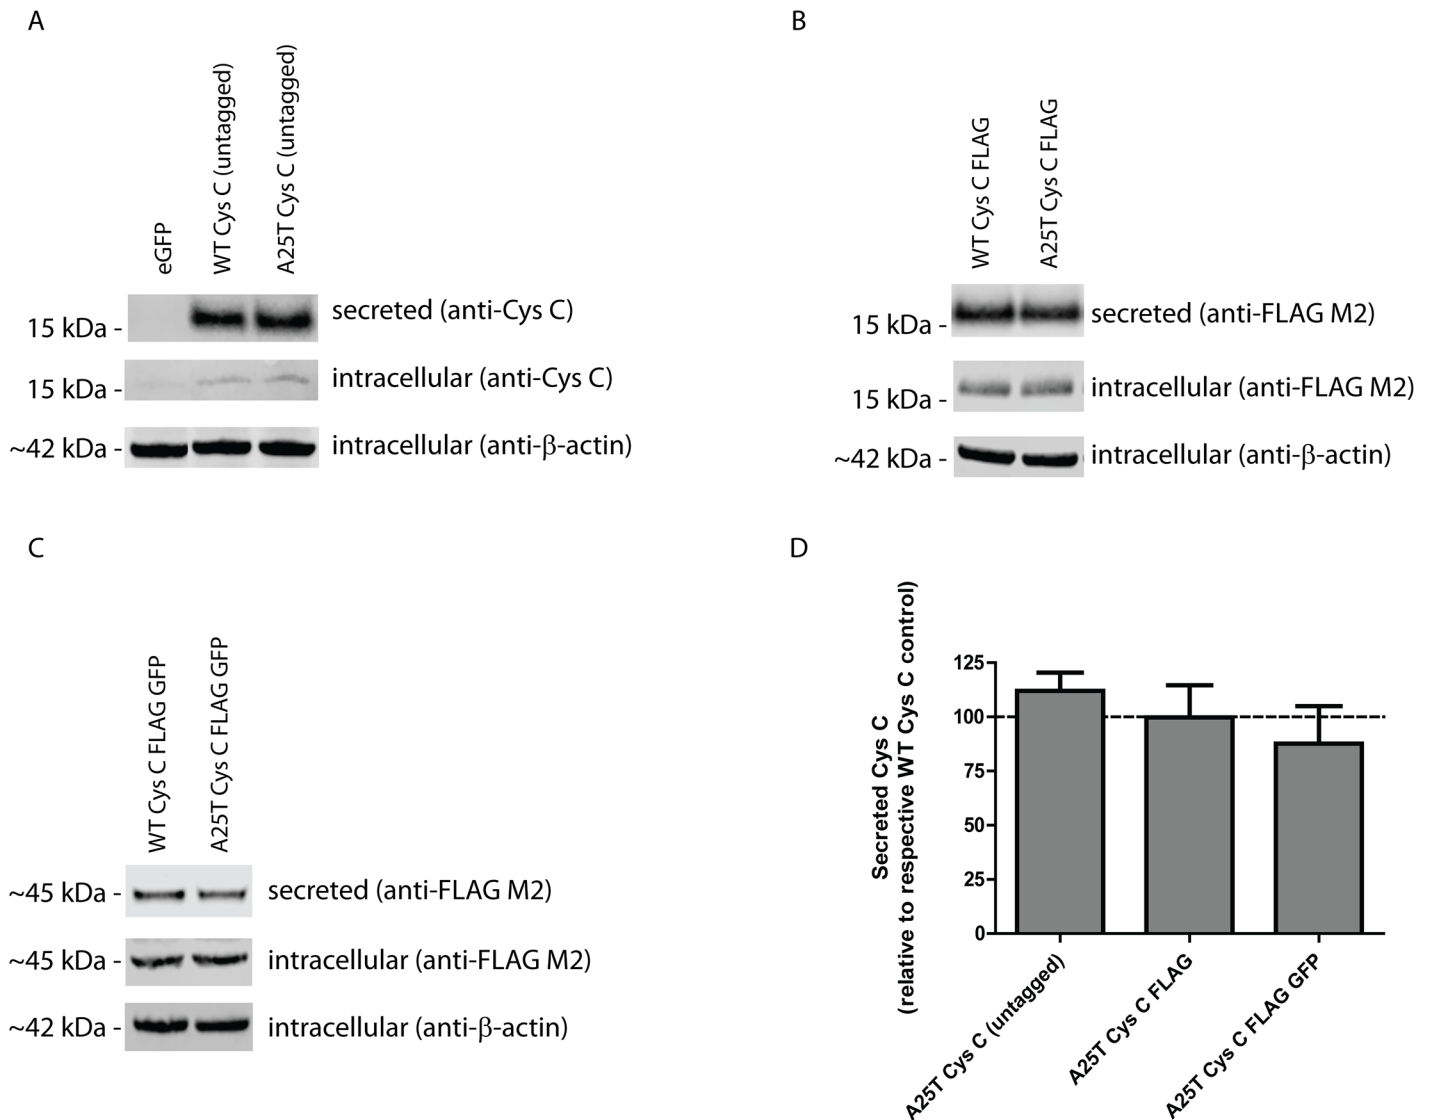 A
eGFP
WT Cys C (untagged)
A25T Cys C (untagged)
15 kDa -
secreted (anti-Cys C)
15 kDa -
intracellular (anti-Cys C)
~42 kDa -
intracellular (anti-β-actin)
B
WT Cys C FLAG
A25T Cys C FLAG
15 kDa -
secreted (anti-FLAG M2)
15 kDa -
intracellular (anti-FLAG M2)
~42 kDa -
intracellular (anti-β-actin)
C
WT Cys C FLAG GFP
A25T Cys C FLAG GFP
~45 kDa -
secreted (anti-FLAG M2)
~45 kDa -
intracellular (anti-FLAG M2)
~42 kDa -
intracellular (anti-β-actin)
D
Secreted Cys C
(relative to respective WT Cys C control)
125
100
75
50
25
0
A25T Cys C (untagged)
A25T Cys C FLAG
A25T Cys C FLAG GFP